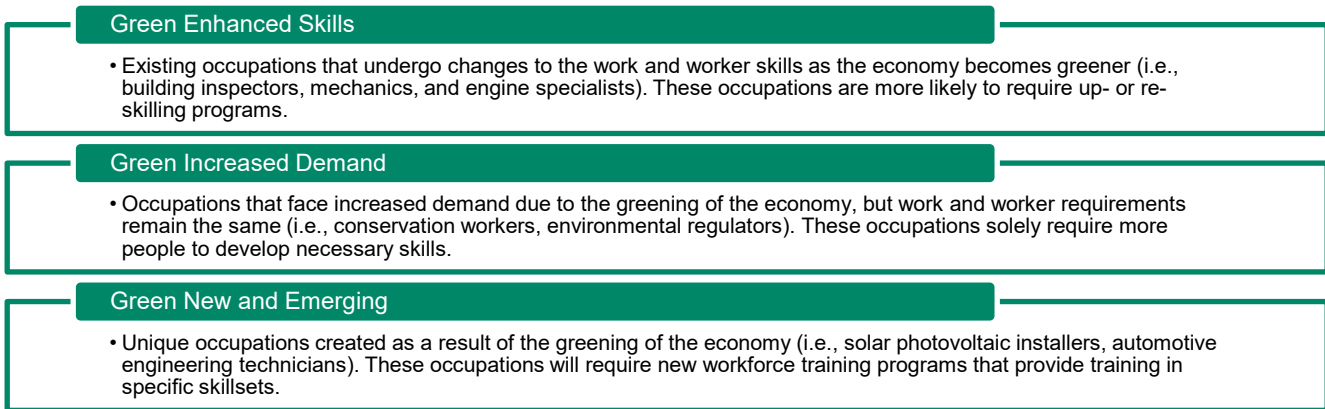 Green Enhanced Skills
• Existing occupations that undergo changes to the work and worker skills as the economy becomes greener (i.e.,
building inspectors, mechanics, and engine specialists). These occupations are more likely to require up- or re-
skilling programs.
Green Increased Demand
• Occupations that face increased demand due to the greening of the economy, but work and worker requirements
remain the same (i.e., conservation workers, environmental regulators). These occupations solely require more
people to develop necessary skills.
Green New and Emerging
• Unique occupations created as a result of the greening of the economy (i.e., solar photovoltaic installers, automotive
engineering technicians). These occupations will require new workforce training programs that provide training in
specific skillsets.